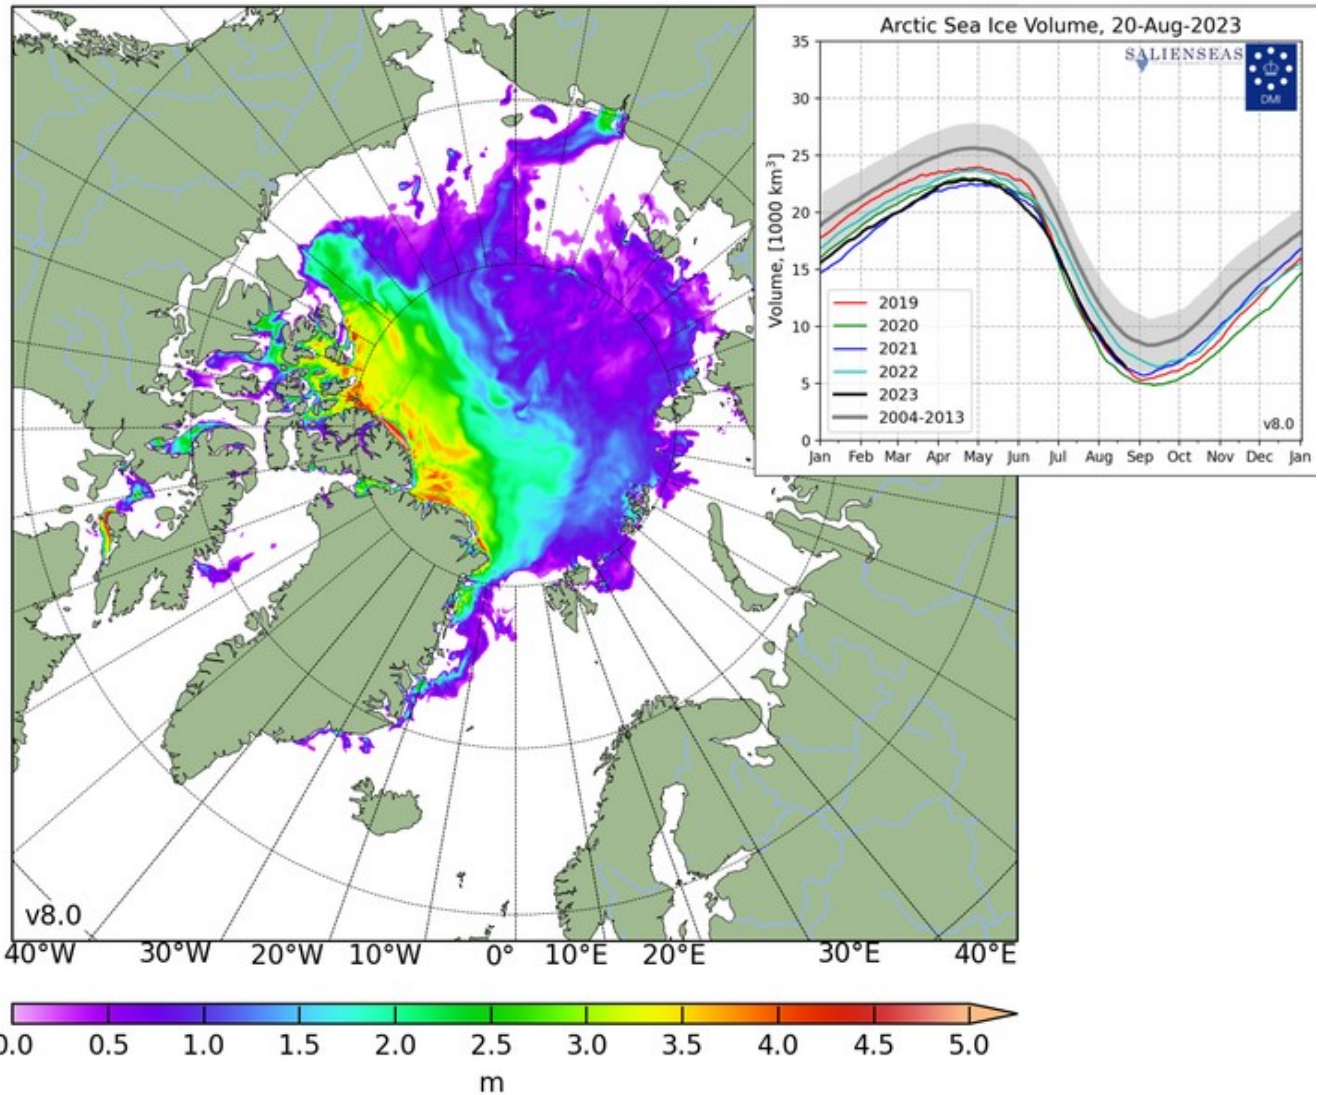 Arctic Sea Ice Volume, 20-Aug-2023
SALIENSEAS
DMI
Volume, [1000 km³]
35
30
25
20
15
10
5
0
2019
2020
2021
2022
2023
2004-2013
v8.0
Jan Feb Mar Apr May Jun Jul Aug Sep Oct Nov Dec Jan
v8.0
40°W 30°W 20°W 10°W 0° 10°E 20°E 30°E 40°E
0.0 0.5 1.0 1.5 2.0 2.5 3.0 3.5 4.0 4.5 5.0
m